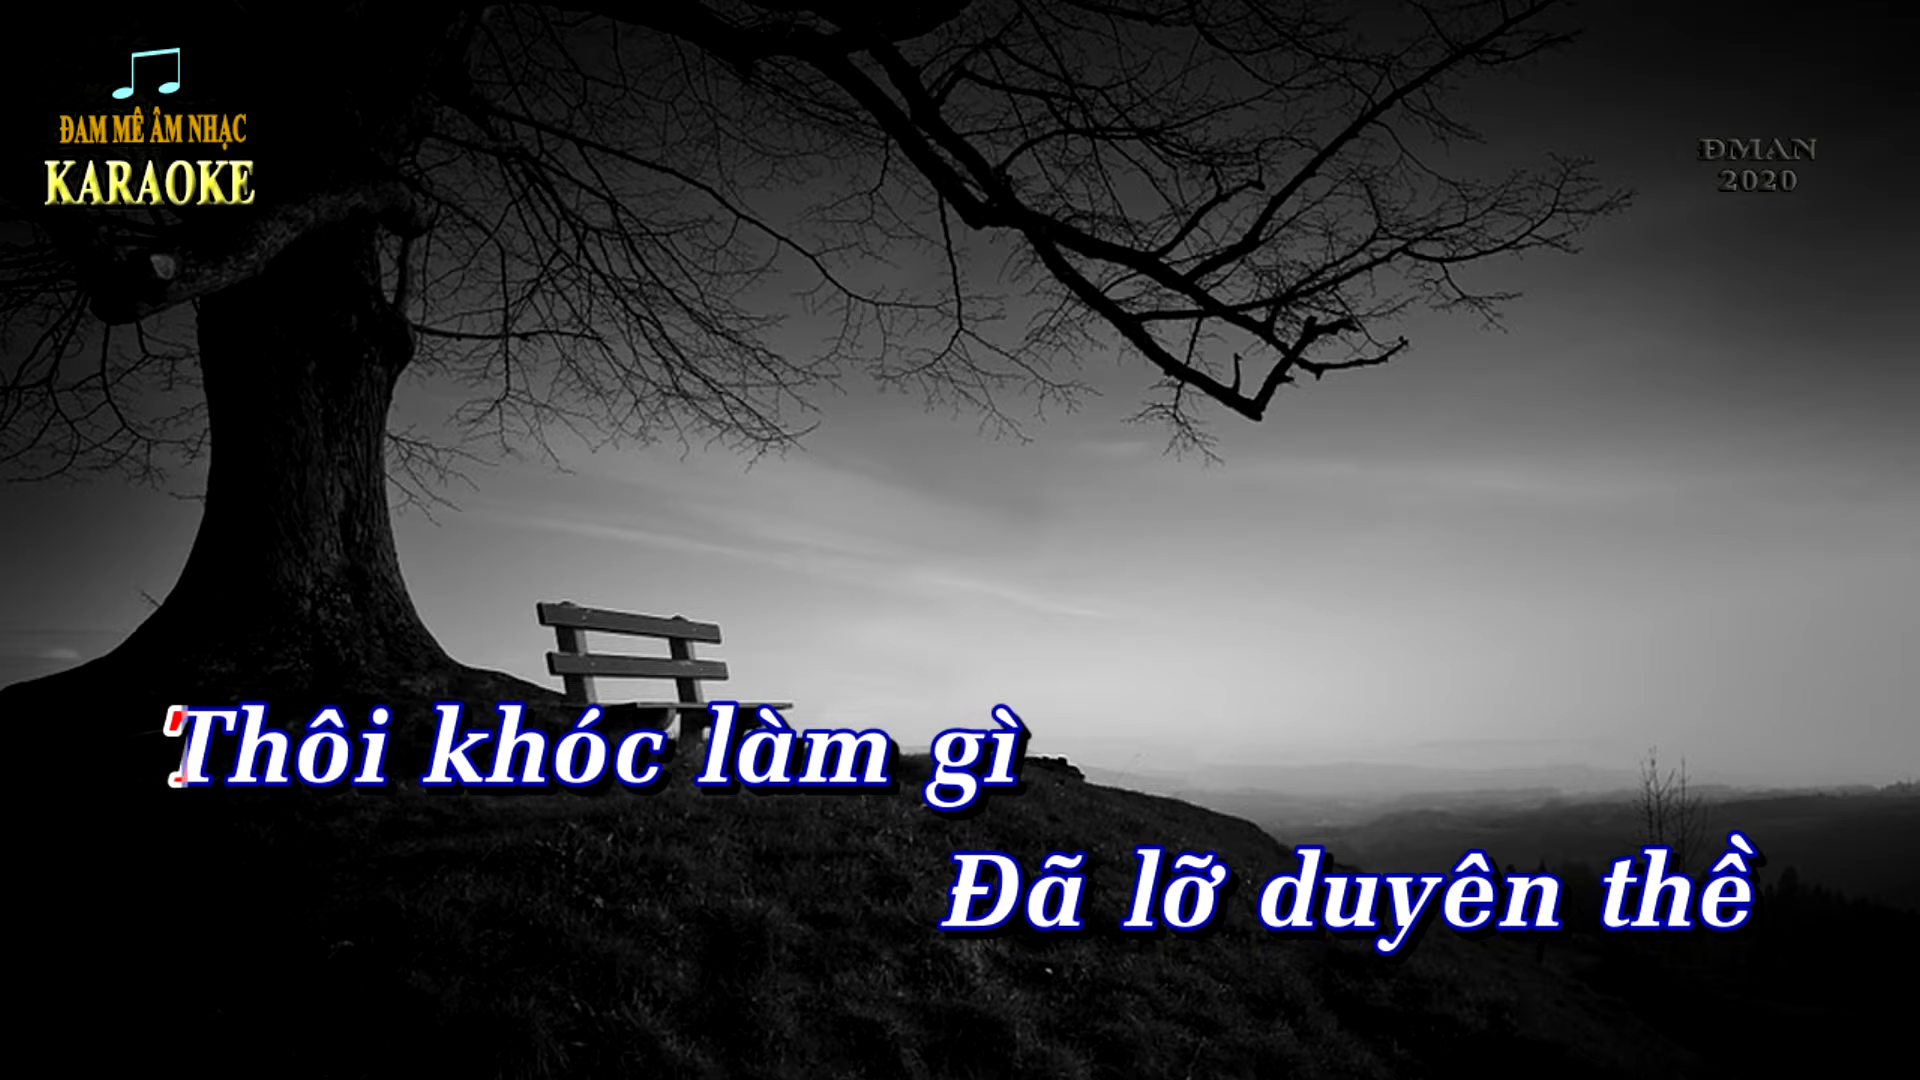 ĐAM MÊ ÂM NHẠC
KARAOKE
ĐMAN
2020
Thôi khóc làm gì
Đã lỡ duyên thề